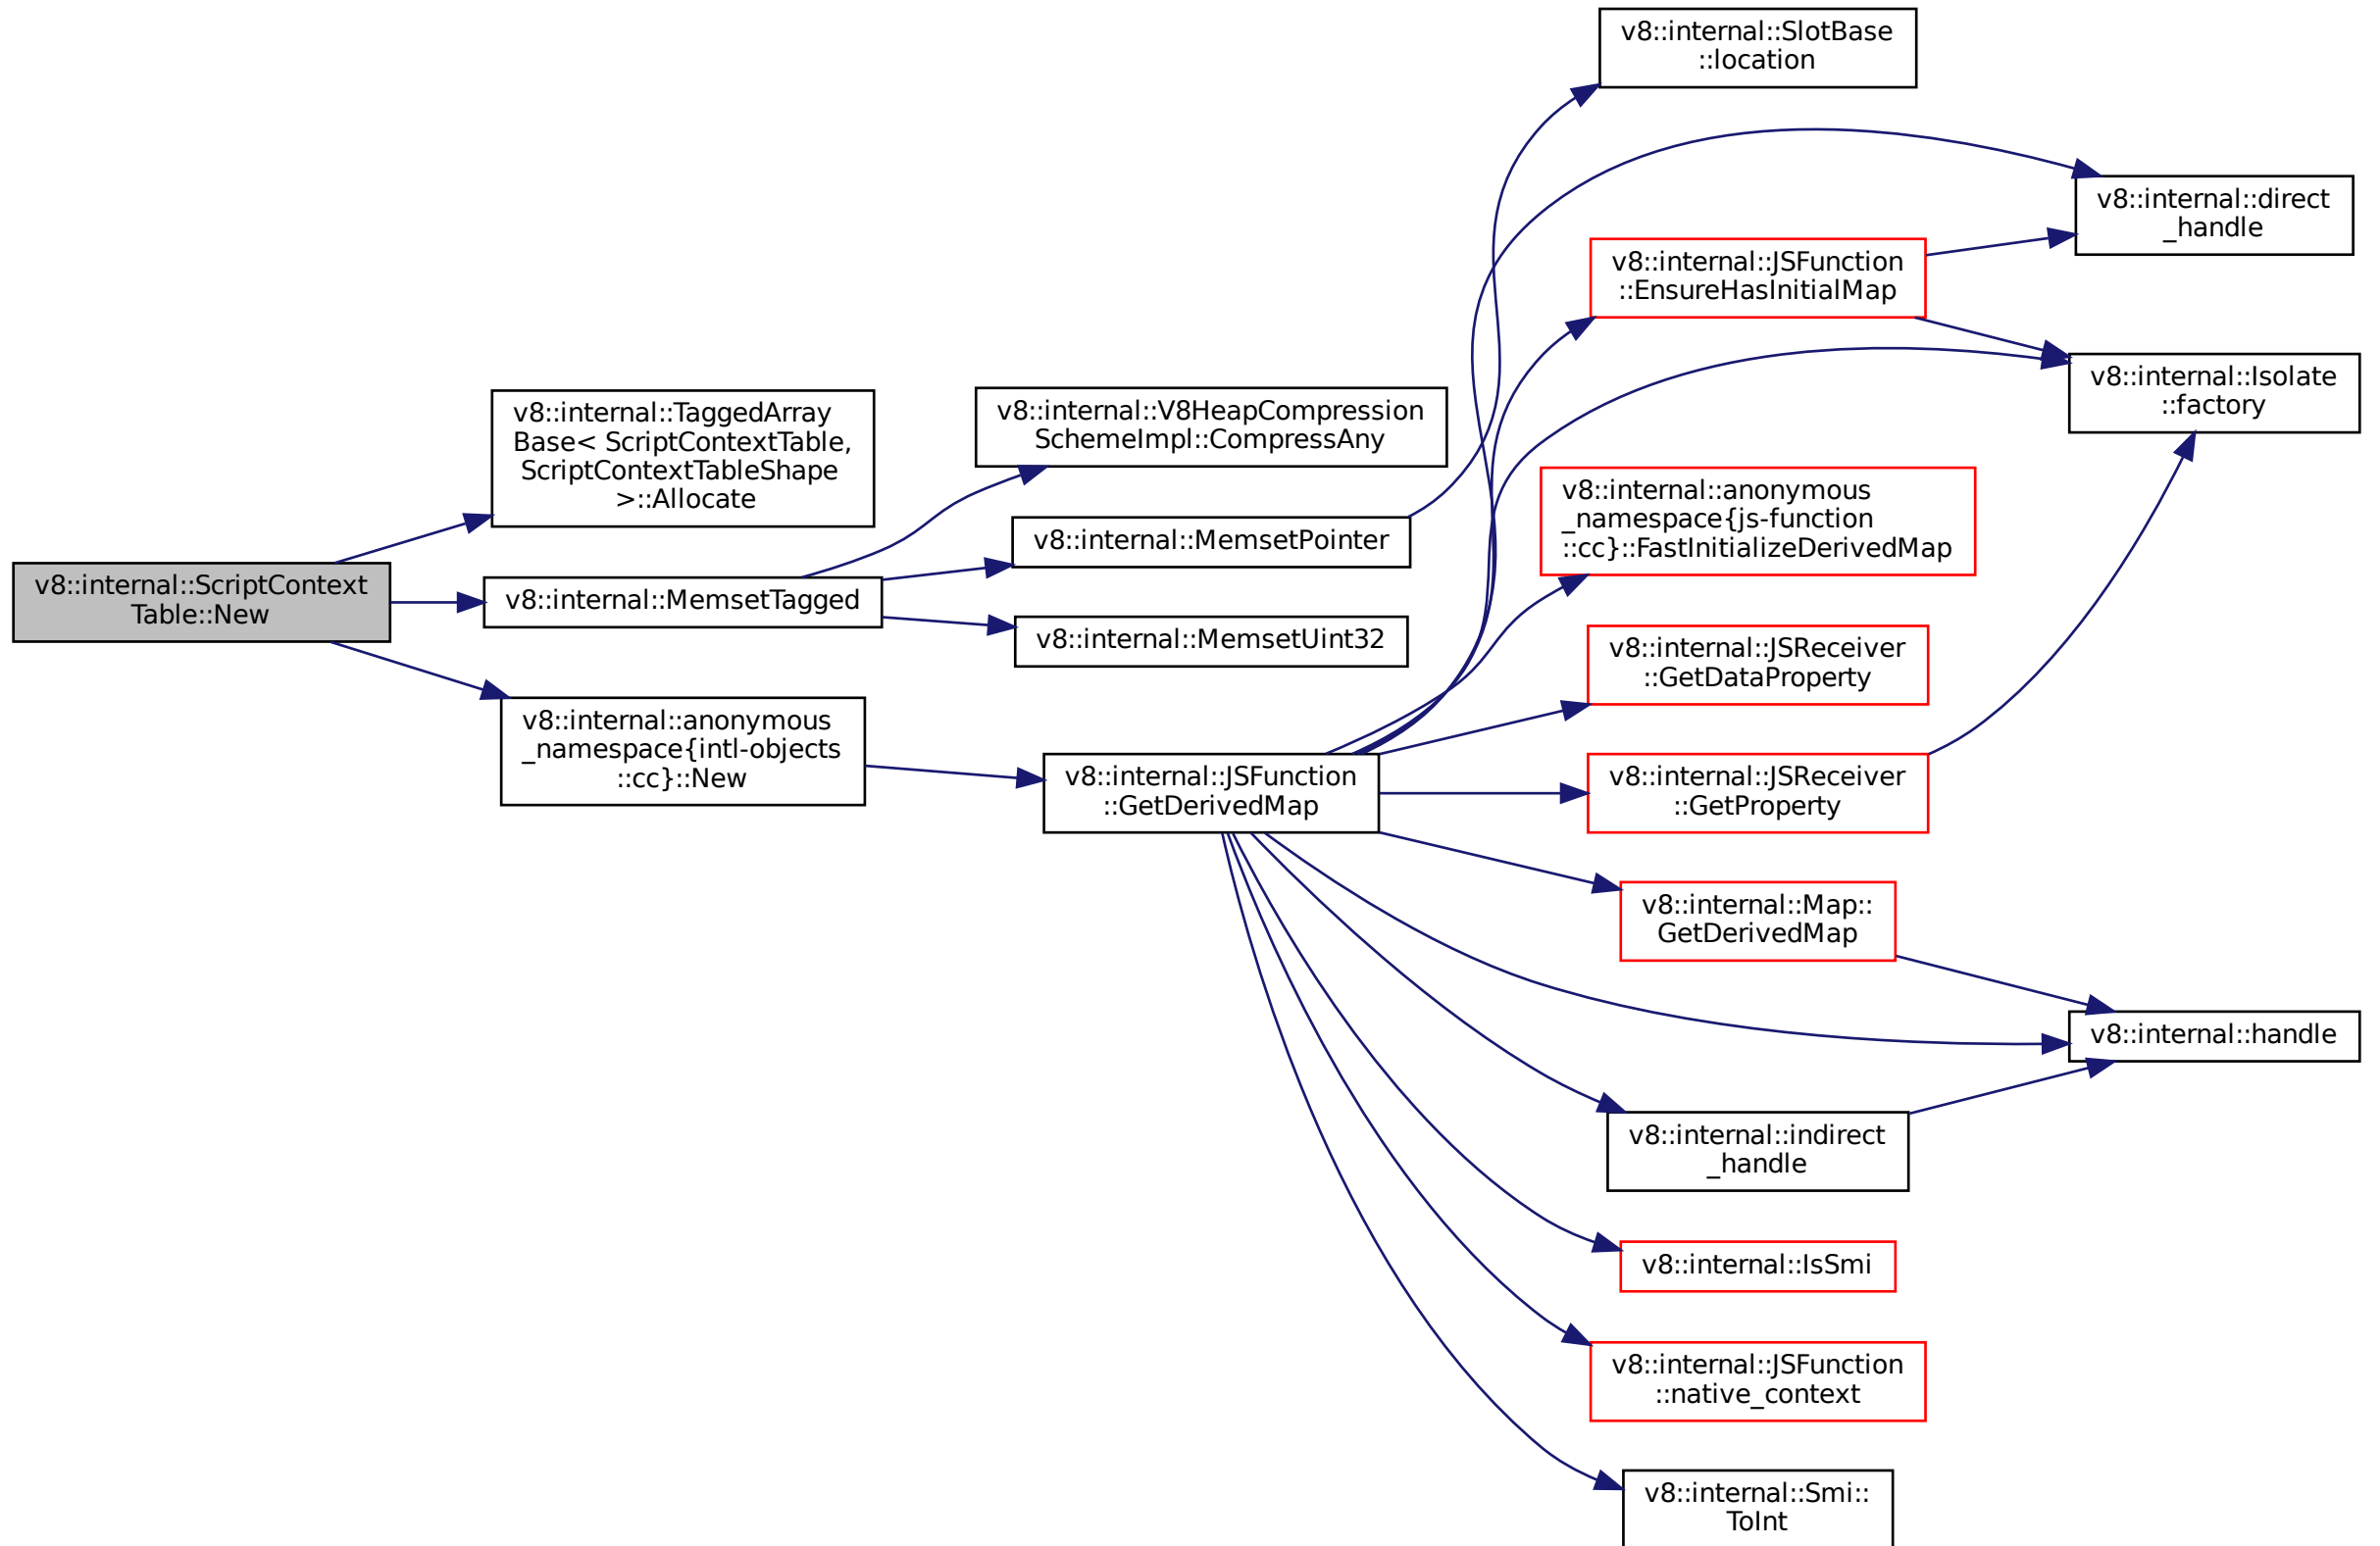 v8::internal::ScriptContext
Table::New
v8::internal::TaggedArray
Base< ScriptContextTable,
ScriptContextTableShape
>::Allocate
v8::internal::MemsetTagged
v8::internal::anonymous
_namespace{intl-objects
::cc}::New
v8::internal::V8HeapCompression
SchemeImpl::CompressAny
v8::internal::MemsetPointer
v8::internal::MemsetUint32
v8::internal::JSFunction
::GetDerivedMap
v8::internal::SlotBase
::location
v8::internal::JSFunction
::EnsureHasInitialMap
v8::internal::anonymous
_namespace{js-function
::cc}::FastInitializeDerivedMap
v8::internal::JSReceiver
::GetDataProperty
v8::internal::JSReceiver
::GetProperty
v8::internal::Map::
GetDerivedMap
v8::internal::indirect
_handle
v8::internal::IsSmi
v8::internal::JSFunction
::native_context
v8::internal::Smi::
ToInt
v8::internal::direct
_handle
v8::internal::Isolate
::factory
v8::internal::handle